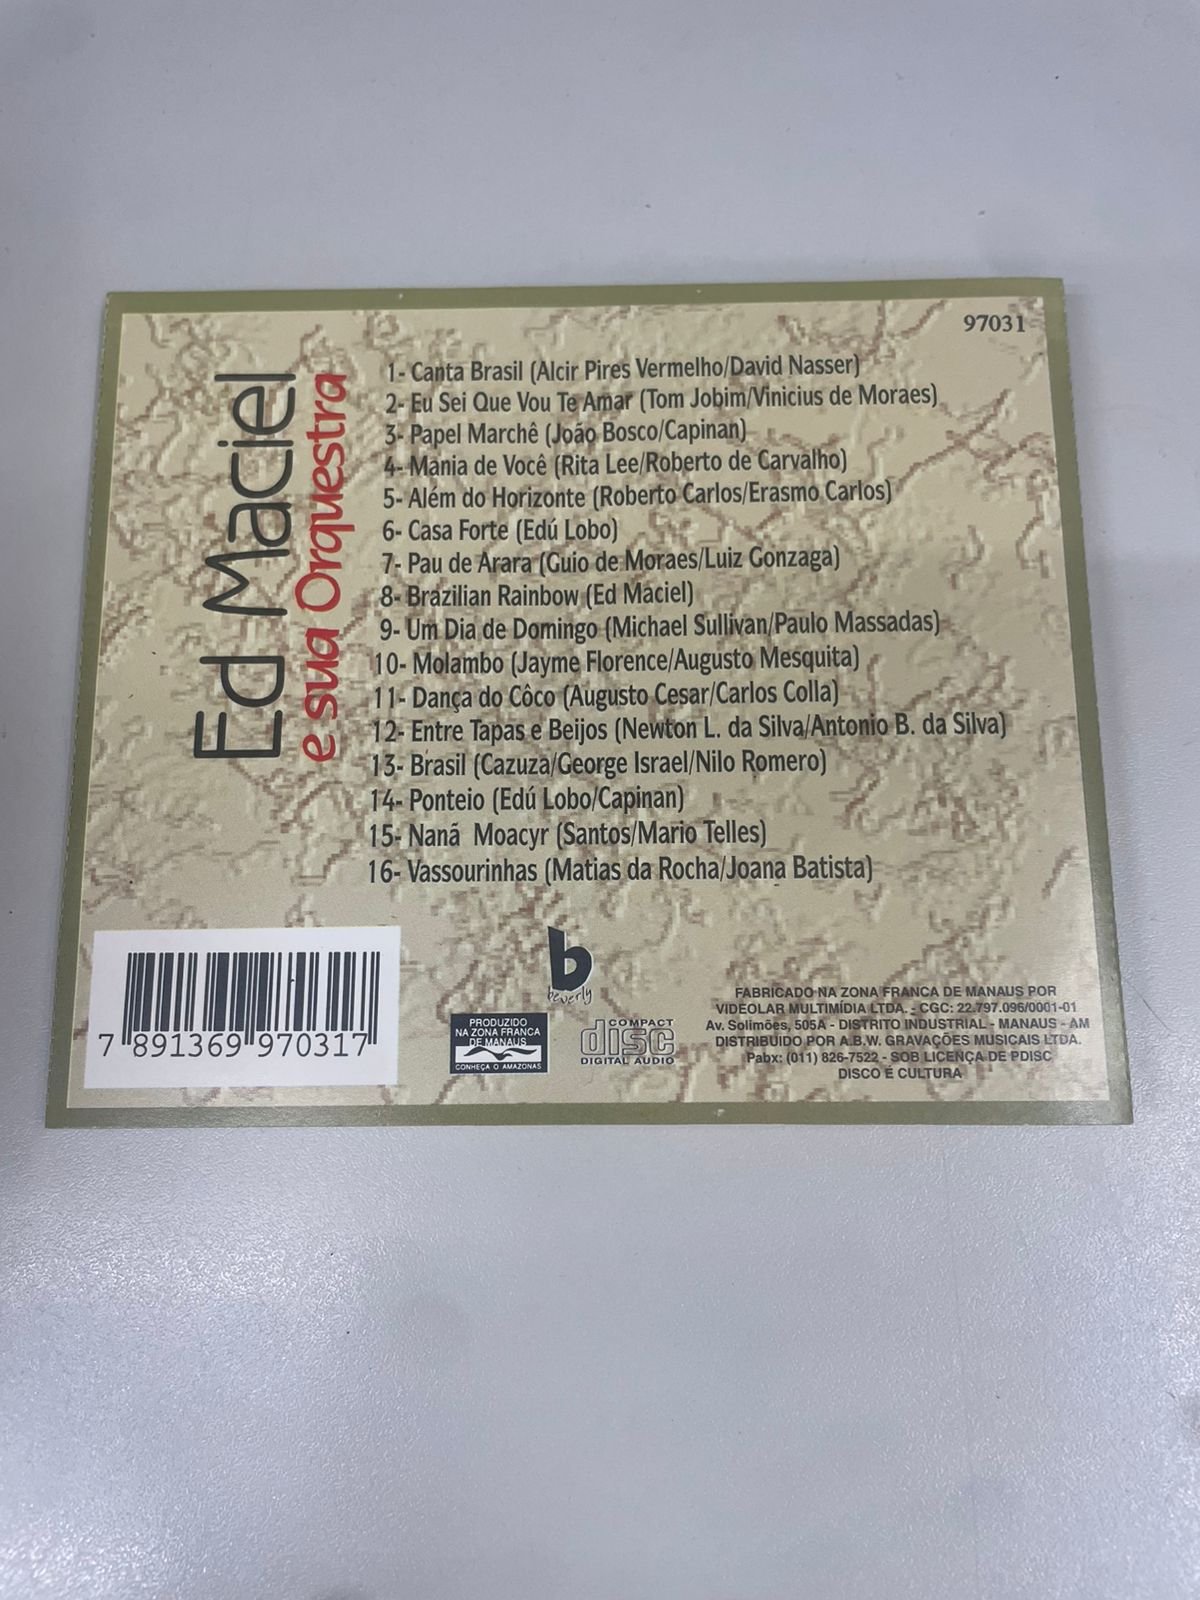 97031
Ed Maciel
e sua Orquestra
1- Canta Brasil (Alcir Pires Vermelho/David Nasser)
2- Eu Sei Que Vou Te Amar (Tom Jobim/Vinicius de Moraes)
3- Papel Marchê (João Bosco/Capinan)
4- Mania de Você (Rita Lee/Roberto de Carvalho)
5- Além do Horizonte (Roberto Carlos/Erasmo Carlos)
6- Casa Forte (Edú Lobo)
7- Pau de Arara (Guio de Moraes/Luiz Gonzaga)
8- Brazilian Rainbow (Ed Maciel)
9- Um Dia de Domingo (Michael Sullivan/Paulo Massadas)
10- Molambo (Jayme Florence/Augusto Mesquita)
11- Dança do Côco (Augusto Cesar/Carlos Colla)
12- Entre Tapas e Beijos (Newton L. da Silva/Antonio B. da Silva)
13- Brasil (Cazuza/George Israel/Nilo Romero)
14- Ponteio (Edú Lobo/Capinan)
15- Nanã Moacyr (Santos/Mario Telles)
16- Vassourinhas (Matias da Rocha/Joana Batista)
7 891369 970317
b
beverly
PRODUZIDO
NA ZONA FRANCA
DE MANAUS
CONHEÇA O AMAZONAS
COMPACT
disc
DIGITAL AUDIO
FABRICADO NA ZONA FRANCA DE MANAUS POR
VIDEOLAR MULTIMÍDIA LTDA. - CGC: 22.797.096/0001-01
Av. Solimões, 505A - DISTRITO INDUSTRIAL - MANAUS - AM
DISTRIBUIDO POR A.B.W. GRAVAÇÕES MUSICAIS LTDA.
Pabx: (011) 826-7522 - SOB LICENÇA DE PDISC
DISCO É CULTURA